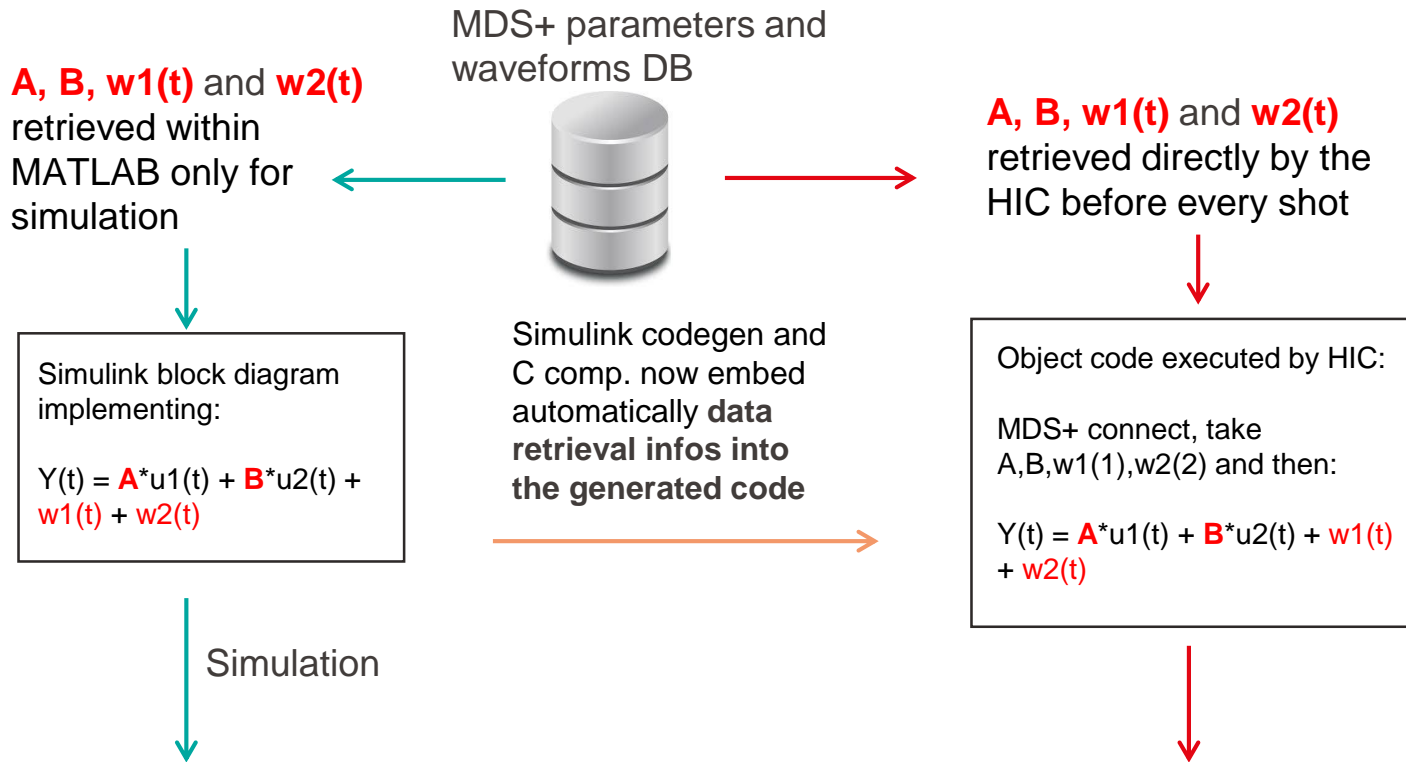 MDS+ parameters and
waveforms DB
A, B, w1(t) and w2(t)
retrieved within
MATLAB only for
simulation
A, B, w1(t) and w2(t)
retrieved directly by the
HIC before every shot
Simulink block diagram
implementing:
Y(t) = A*u1(t) + B*u2(t) +
w1(t) + w2(t)
Simulink codegen and
C comp. now embed
automatically data
retrieval infos into
the generated code
Object code executed by HIC:
MDS+ connect, take
A,B,w1(1),w2(2) and then:
Y(t) = A*u1(t) + B*u2(t) + w1(t)
+ w2(t)
Simulation